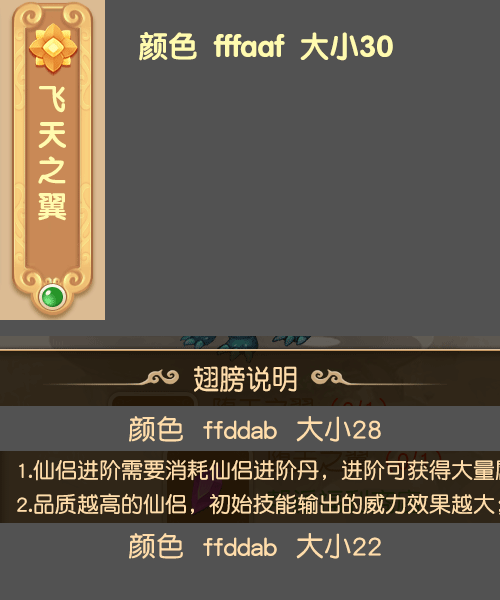 颜色 fffaaf 大小30
飞天之翼
翅膀说明
颜色 ffddab 大小28
1.仙侣进阶需要消耗仙侣进阶丹，进阶可获得大量
2.品质越高的仙侣，初始技能输出的威力效果越大；
颜色 ffddab 大小22